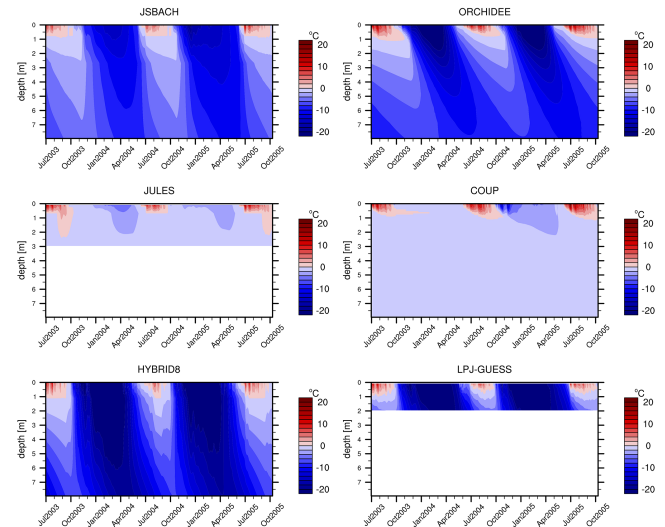 JSBACH
ORCHIDEE
0
1
2
3
4
5
6
7
depth [m]
Jul2003
Oct2003
Jan2004
Apr2004
Jul2004
Oct2004
Jan2005
Apr2005
Jul2005
Oct2005
°C
20
10
0
-10
-20
0
1
2
3
4
5
6
7
depth [m]
Jul2003
Oct2003
Jan2004
Apr2004
Jul2004
Oct2004
Jan2005
Apr2005
Jul2005
Oct2005
°C
20
10
0
-10
-20
JULES
COUP
0
1
2
3
4
5
6
7
depth [m]
Jul2003
Oct2003
Jan2004
Apr2004
Jul2004
Oct2004
Jan2005
Apr2005
Jul2005
Oct2005
°C
20
10
0
-10
-20
0
1
2
3
4
5
6
7
depth [m]
Jul2003
Oct2003
Jan2004
Apr2004
Jul2004
Oct2004
Jan2005
Apr2005
Jul2005
Oct2005
°C
20
10
0
-10
-20
HYBRID8
LPJ-GUESS
0
1
2
3
4
5
6
7
depth [m]
Jul2003
Oct2003
Jan2004
Apr2004
Jul2004
Oct2004
Jan2005
Apr2005
Jul2005
Oct2005
°C
20
10
0
-10
-20
0
1
2
3
4
5
6
7
depth [m]
Jul2003
Oct2003
Jan2004
Apr2004
Jul2004
Oct2004
Jan2005
Apr2005
Jul2005
Oct2005
°C
20
10
0
-10
-20